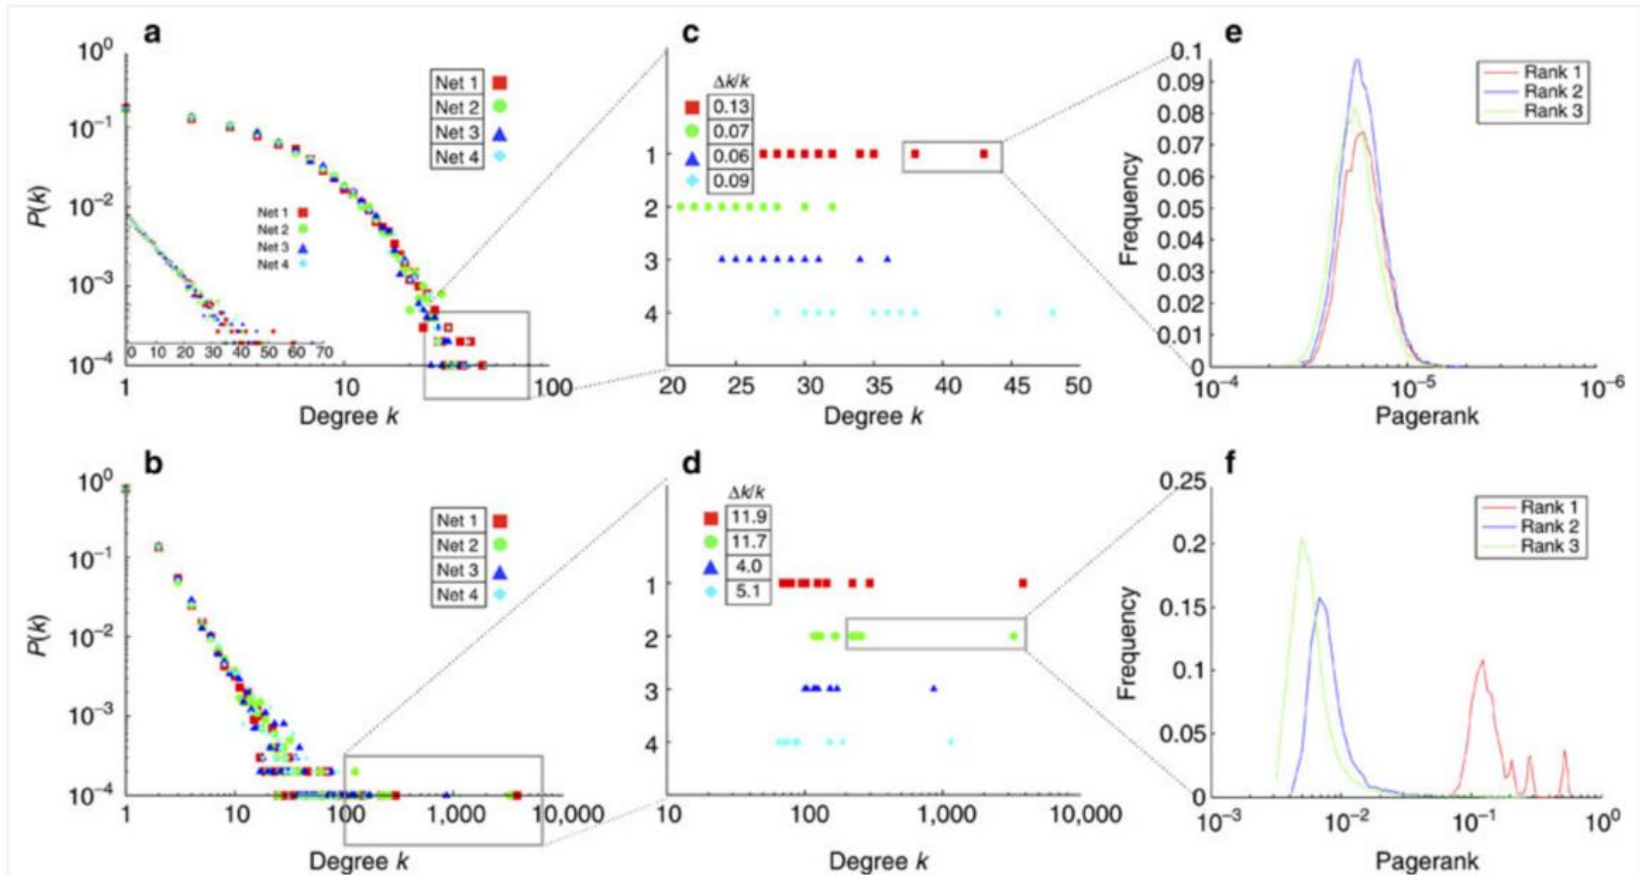 a
10^0
10^-1
10^-2
10^-3
10^-4
P(k)
Net 1
Net 2
Net 3
Net 4
Net 1
Net 2
Net 3
Net 4
0 10 20 30 40 50 60 70
1 10 100
Degree k
c
Δk/k
0.13
0.07
0.06
0.09
1
2
3
4
20 25 30 36 40 45 50
Degree k
e
0.1
0.09
0.08
0.07
0.06
0.05
0.04
0.03
0.02
0.01
0
Frequency
Rank 1
Rank 2
Rank 3
10^-4 10^-5 10^-6
Pagerank
b
10^0
10^-1
10^-2
10^-3
10^-4
P(k)
Net 1
Net 2
Net 3
Net 4
1 10 100 1,000 10,000
Degree k
d
Δk/k
11.9
11.7
4.0
5.1
1
2
3
4
10 100 1,000 10,000
Degree k
f
0.25
0.2
0.15
0.1
0.05
0
Frequency
Rank 1
Rank 2
Rank 3
10^-3 10^-2 10^-1 10^0
Pagerank